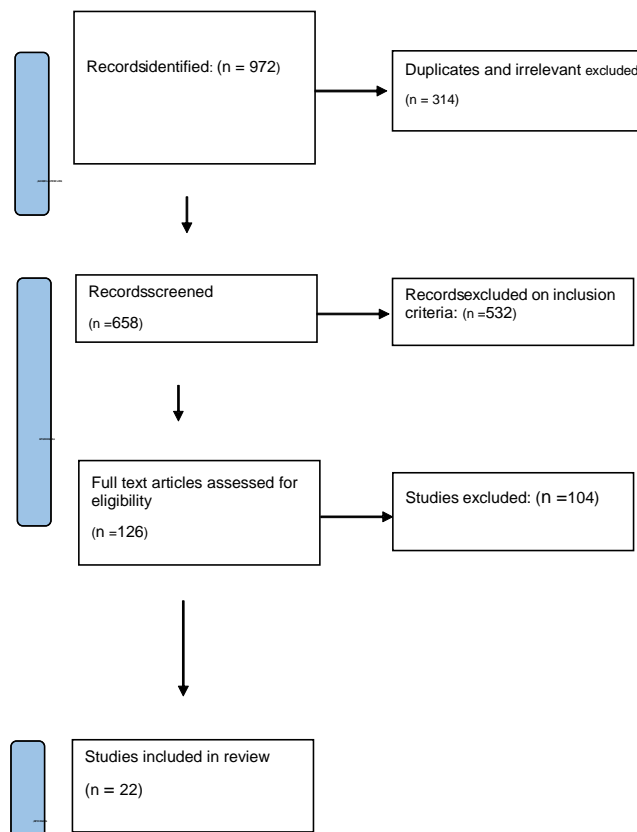 Recordsidentified: (n = 972)
Duplicates and irrelevant excluded
(n = 314)
Recordsscreened
(n =658)
Recordsexcluded on inclusion
criteria: (n =532)
Full text articles assessed for
eligibility
(n =126)
Studies excluded: (n =104)
Studies included in review
(n = 22)